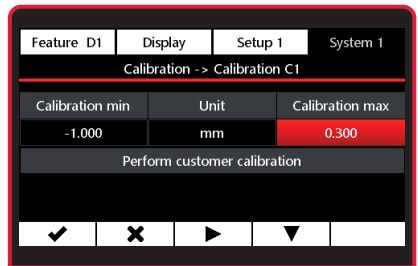 Feature D1 Display Setup 1 System 1
Calibration -> Calibration C1
Calibration min Unit Calibration max
-1.000 mm 0.300
Perform customer calibration